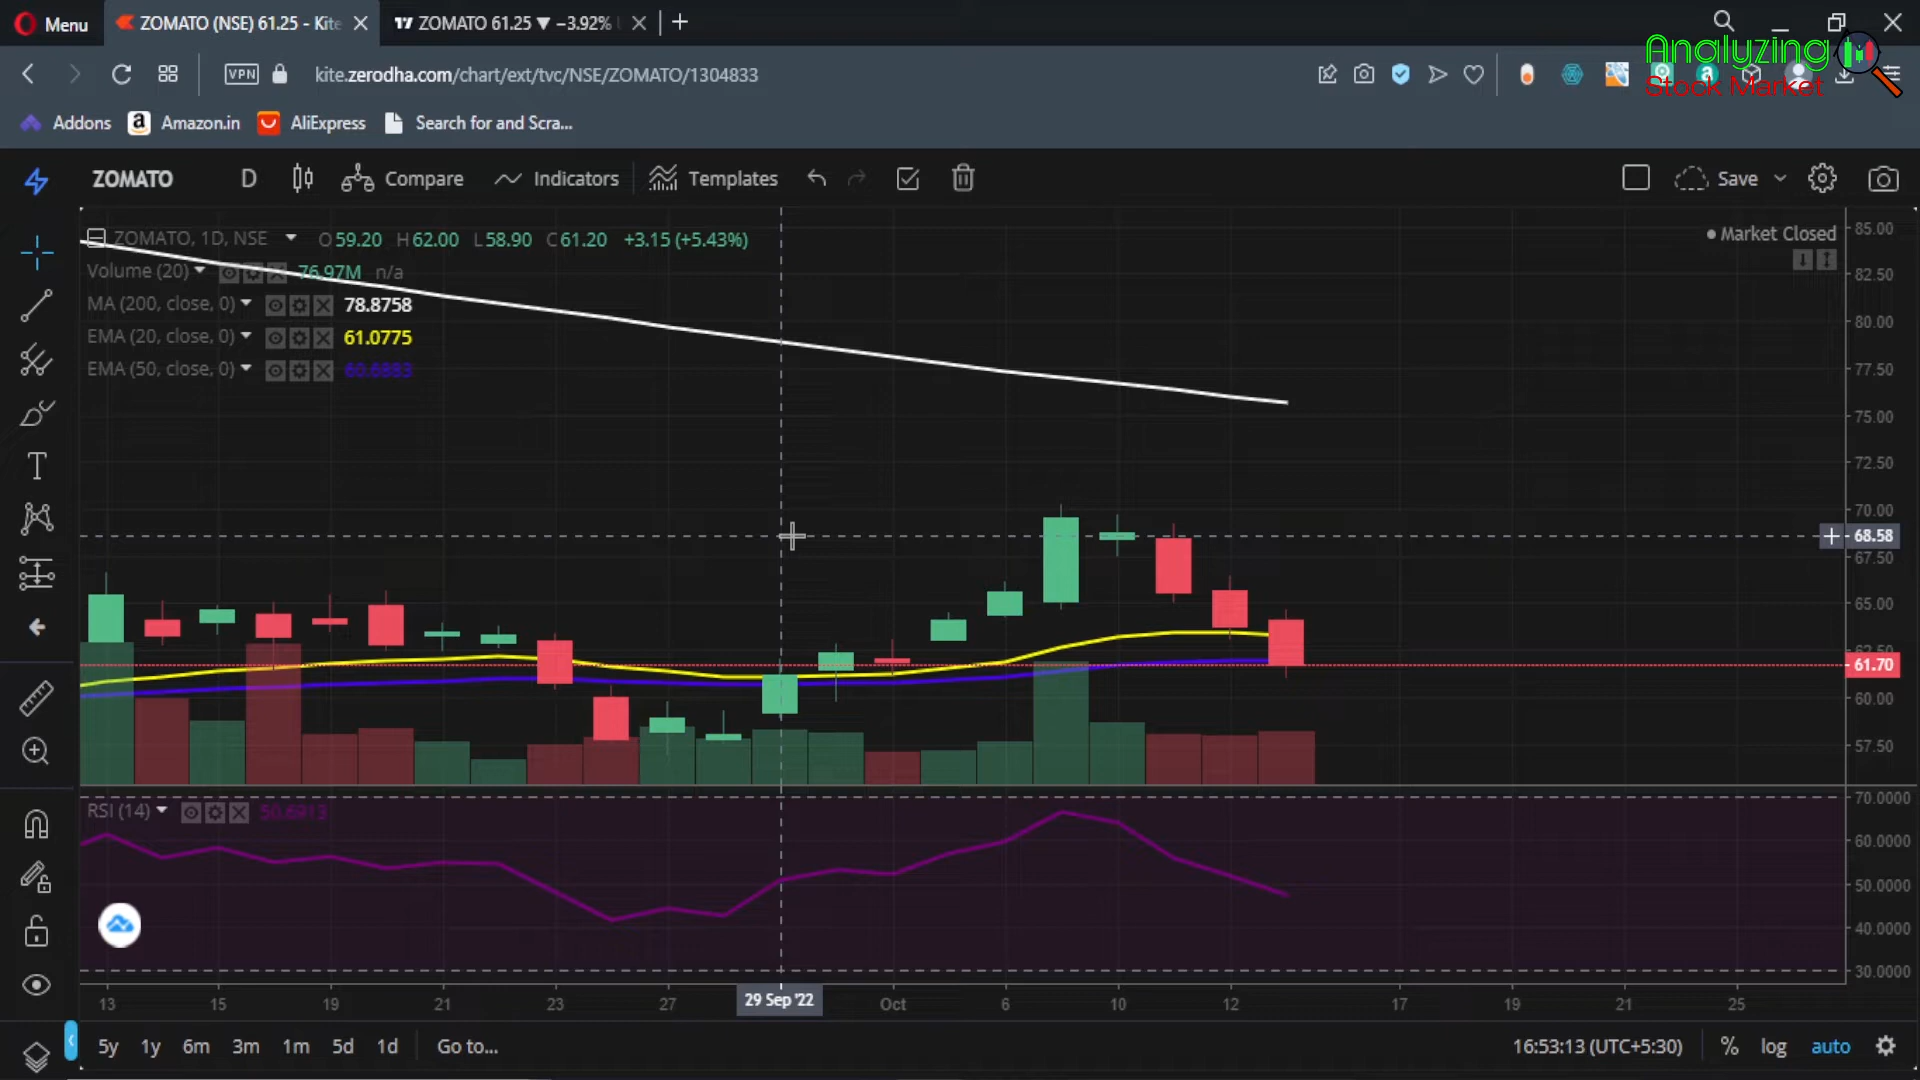 Menu
ZOMATO (NSE) 61.25 - Kite
ZOMATO 61.25 ▼ −3.92%
VPN
kite.zerodha.com/chart/ext/tvc/NSE/ZOMATO/1304833
Analyzing
Stock Market
Addons
Amazon.in
AliExpress
Search for and Scra...
ZOMATO
D
Compare
Indicators
Templates
Save
ZOMATO, 1D, NSE O 59.20 H 62.00 L 58.90 C 61.20 +3.15 (+5.43%)
Market Closed
Volume (20) 76.97M n/a
MA (200, close, 0) 78.8758
EMA (20, close, 0) 61.0775
EMA (50, close, 0) 60.6883
85.00
82.50
80.00
77.50
75.00
72.50
70.00
68.58
67.50
65.00
62.50
61.70
60.00
57.50
RSI (14) 50.6913
70.0000
60.0000
50.0000
40.0000
30.0000
13 15 19 21 23 27 29 Sep '22 Oct 6 10 12 17 19 21 25
5y 1y 6m 3m 1m 5d 1d Go to...
16:53:13 (UTC+5:30) % log auto